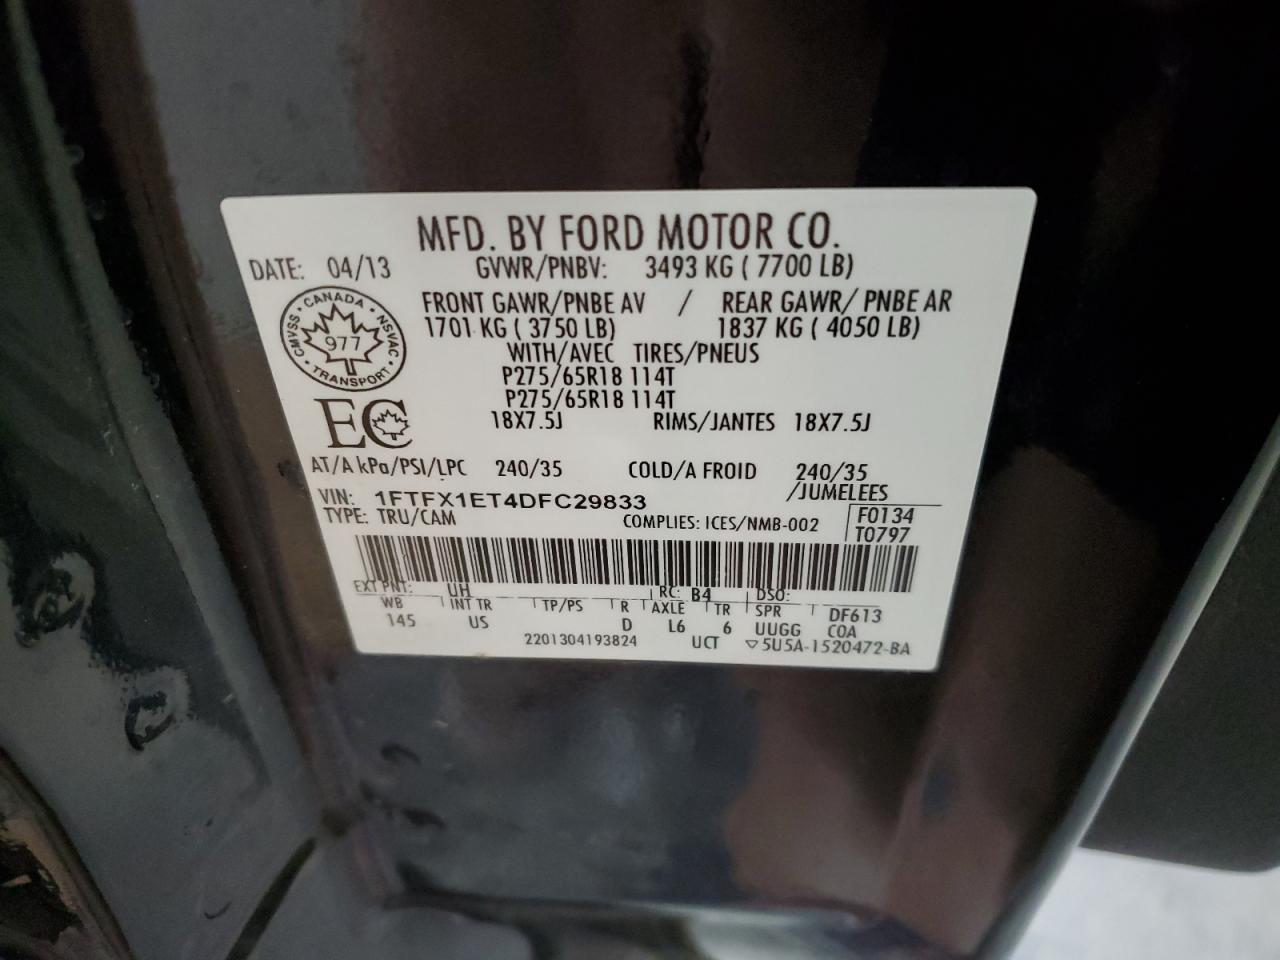 MFD. BY FORD MOTOR CO.
DATE: 04/13 GVWR/PNBV: 3493 KG ( 7700 LB)
FRONT GAWR/PNBE AV / REAR GAWR/ PNBE AR
1701 KG ( 3750 LB) 1837 KG ( 4050 LB)
WITH/AVEC TIRES/PNEUS
P275/65R18 114T
P275/65R18 114T
18X7.5J RIMS/JANTES 18X7.5J
CANADA
CMVSS · NSVAC
977
TRANSPORT
EC
AT/A kPa/PSI/LPC 240/35 COLD/A FROID 240/35
/JUMELEES
VIN: 1FTFX1ET4DFC29833
TYPE: TRU/CAM COMPLIES: ICES/NMB-002
F0134
T0797
EXT PNT: UH RC: B4 DSO:
WB INT TR TP/PS R AXLE TR SPR DF613
145 US D L6 6 UUGG COA
2201304193824 UCT ▽5U5A-1520472-BA